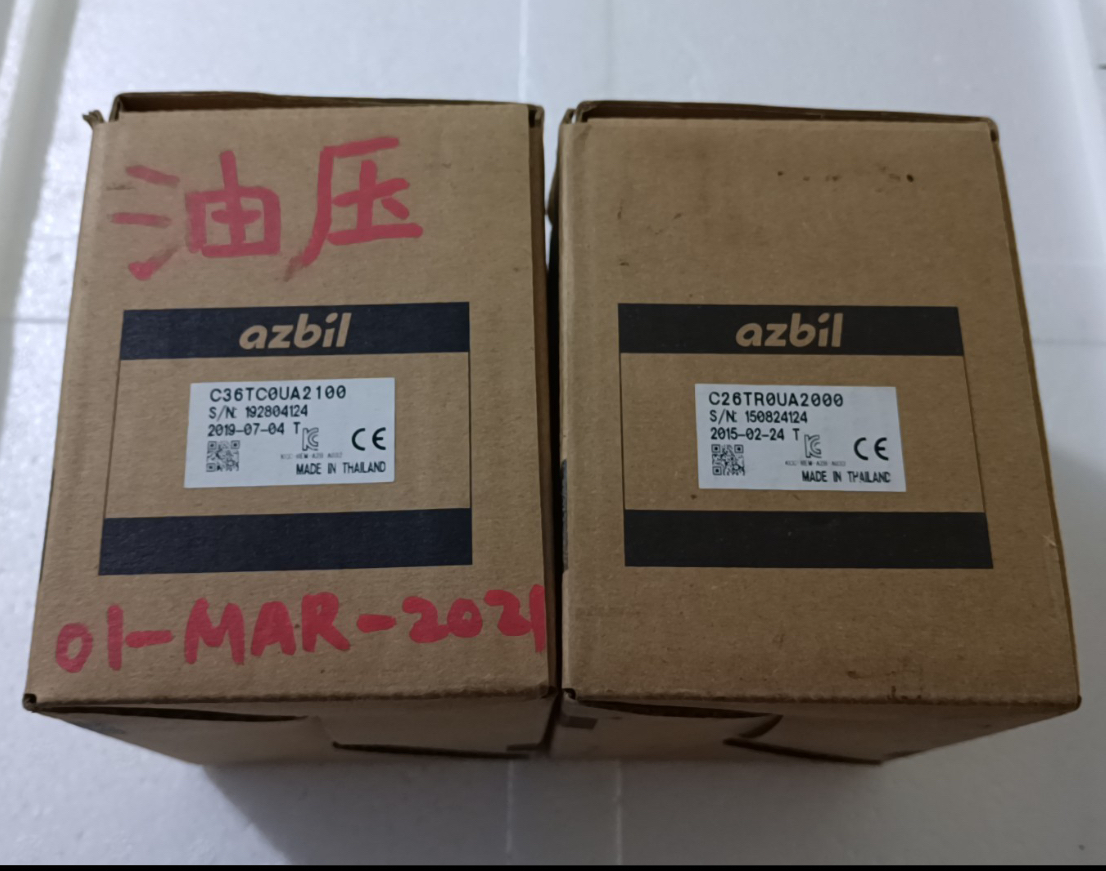 油压
azbil
C36TC0UA2100
S/N: 192804124
2019-07-04 T
CE
MADE IN THAILAND
01-MAR-2021
azbil
C26TR0UA2000
S/N: 150824124
2015-02-24 T
CE
MADE IN THAILAND